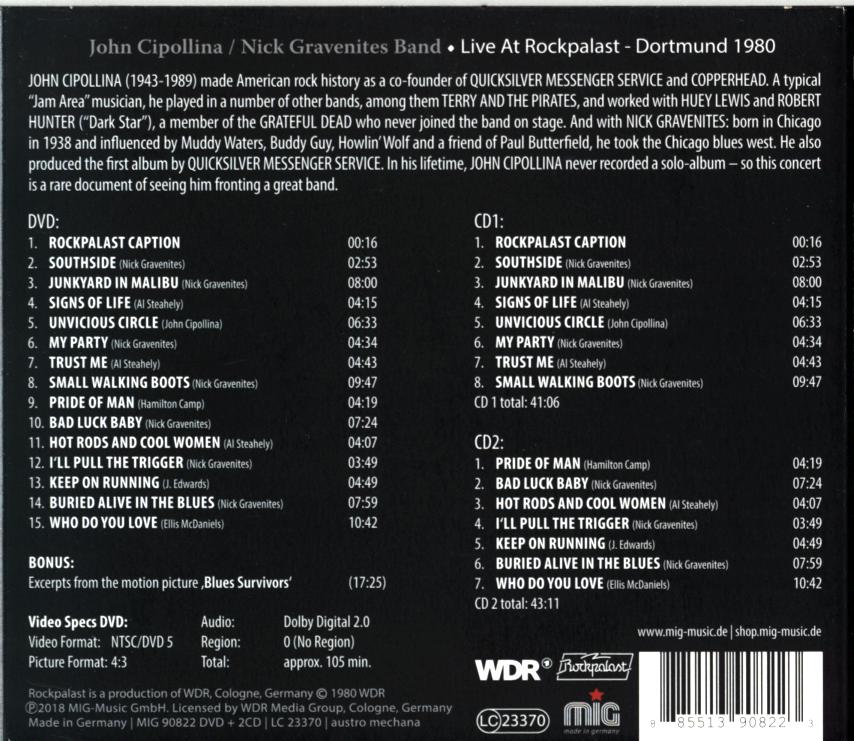 John Cipollina / Nick Gravenites Band • Live At Rockpalast - Dortmund 1980
JOHN CIPOLLINA (1943-1989) made American rock history as a co-founder of QUICKSILVER MESSENGER SERVICE and COPPERHEAD. A typical
"Jam Area" musician, he played in a number of other bands, among them TERRY AND THE PIRATES, and worked with HUEY LEWIS and ROBERT
HUNTER ("Dark Star"), a member of the GRATEFUL DEAD who never joined the band on stage. And with NICK GRAVENITES: born in Chicago
in 1938 and influenced by Muddy Waters, Buddy Guy, Howlin' Wolf and a friend of Paul Butterfield, he took the Chicago blues west. He also
produced the first album by QUICKSILVER MESSENGER SERVICE. In his lifetime, JOHN CIPOLLINA never recorded a solo-album – so this concert
is a rare document of seeing him fronting a great band.
DVD:
1. ROCKPALAST CAPTION 00:16
2. SOUTHSIDE (Nick Gravenites) 02:53
3. JUNKYARD IN MALIBU (Nick Gravenites) 08:00
4. SIGNS OF LIFE (Al Steahely) 04:15
5. UNVICIOUS CIRCLE (John Cipollina) 06:33
6. MY PARTY (Nick Gravenites) 04:34
7. TRUST ME (Al Steahely) 04:43
8. SMALL WALKING BOOTS (Nick Gravenites) 09:47
9. PRIDE OF MAN (Hamilton Camp) 04:19
10. BAD LUCK BABY (Nick Gravenites) 07:24
11. HOT RODS AND COOL WOMEN (Al Steahely) 04:07
12. I'LL PULL THE TRIGGER (Nick Gravenites) 03:49
13. KEEP ON RUNNING (J. Edwards) 04:49
14. BURIED ALIVE IN THE BLUES (Nick Gravenites) 07:59
15. WHO DO YOU LOVE (Ellis McDaniels) 10:42
BONUS:
Excerpts from the motion picture ‚Blues Survivors' (17:25)
Video Specs DVD: Audio: Dolby Digital 2.0
Video Format: NTSC/DVD 5 Region: 0 (No Region)
Picture Format: 4:3 Total: approx. 105 min.
Rockpalast is a production of WDR, Cologne, Germany © 1980 WDR
℗2018 MIG-Music GmbH. Licensed by WDR Media Group, Cologne, Germany
Made in Germany | MIG 90822 DVD + 2CD | LC 23370 | austro mechana
CD1:
1. ROCKPALAST CAPTION 00:16
2. SOUTHSIDE (Nick Gravenites) 02:53
3. JUNKYARD IN MALIBU (Nick Gravenites) 08:00
4. SIGNS OF LIFE (Al Steahely) 04:15
5. UNVICIOUS CIRCLE (John Cipollina) 06:33
6. MY PARTY (Nick Gravenites) 04:34
7. TRUST ME (Al Steahely) 04:43
8. SMALL WALKING BOOTS (Nick Gravenites) 09:47
CD 1 total: 41:06
CD2:
1. PRIDE OF MAN (Hamilton Camp) 04:19
2. BAD LUCK BABY (Nick Gravenites) 07:24
3. HOT RODS AND COOL WOMEN (Al Steahely) 04:07
4. I'LL PULL THE TRIGGER (Nick Gravenites) 03:49
5. KEEP ON RUNNING (J. Edwards) 04:49
6. BURIED ALIVE IN THE BLUES (Nick Gravenites) 07:59
7. WHO DO YOU LOVE (Ellis McDaniels) 10:42
CD 2 total: 43:11
www.mig-music.de | shop.mig-music.de
WDR Rockpalast
LC 23370 MIG
made in germany
8 85513 90822 3